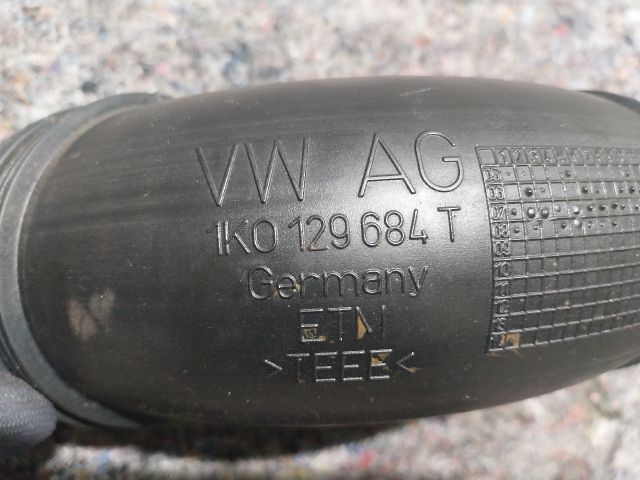 VW AG
1K0 129 684 T
Germany
ETN
>TEEE<